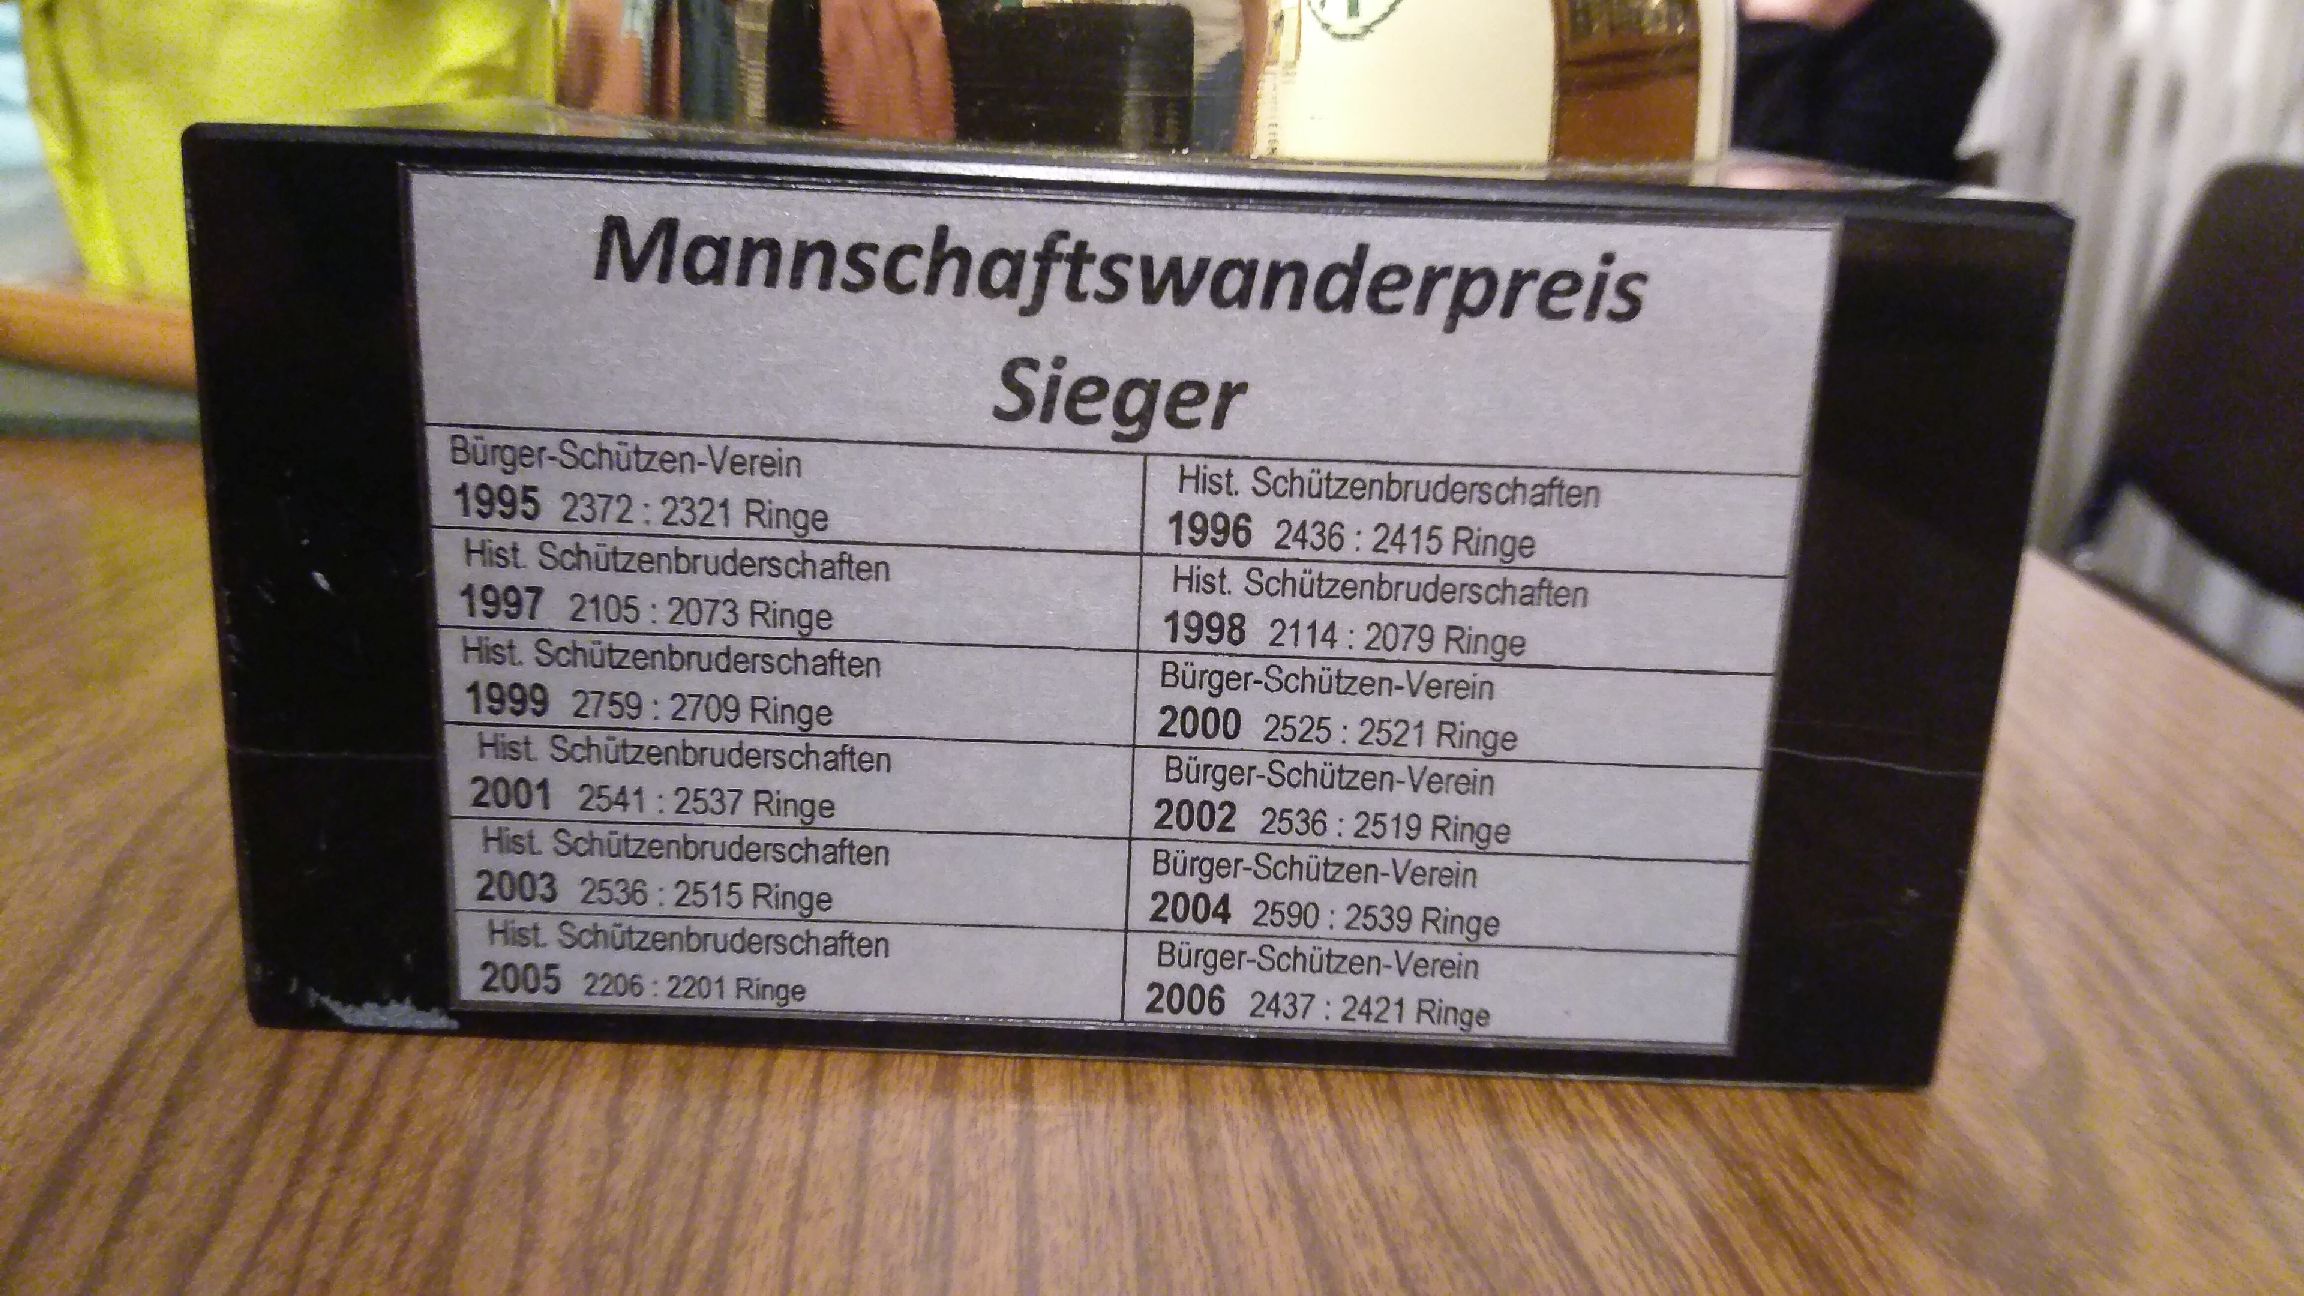 Mannschaftswanderpreis
Sieger
Bürger-Schützen-Verein
1995 2372 : 2321 Ringe
Hist. Schützenbruderschaften
1996 2436 : 2415 Ringe
Hist. Schützenbruderschaften
1997 2105 : 2073 Ringe
Hist. Schützenbruderschaften
1998 2114 : 2079 Ringe
Hist. Schützenbruderschaften
1999 2759 : 2709 Ringe
Bürger-Schützen-Verein
2000 2525 : 2521 Ringe
Hist. Schützenbruderschaften
2001 2541 : 2537 Ringe
Bürger-Schützen-Verein
2002 2536 : 2519 Ringe
Hist. Schützenbruderschaften
2003 2536 : 2515 Ringe
Bürger-Schützen-Verein
2004 2590 : 2539 Ringe
Hist. Schützenbruderschaften
2005 2206 : 2201 Ringe
Bürger-Schützen-Verein
2006 2437 : 2421 Ringe